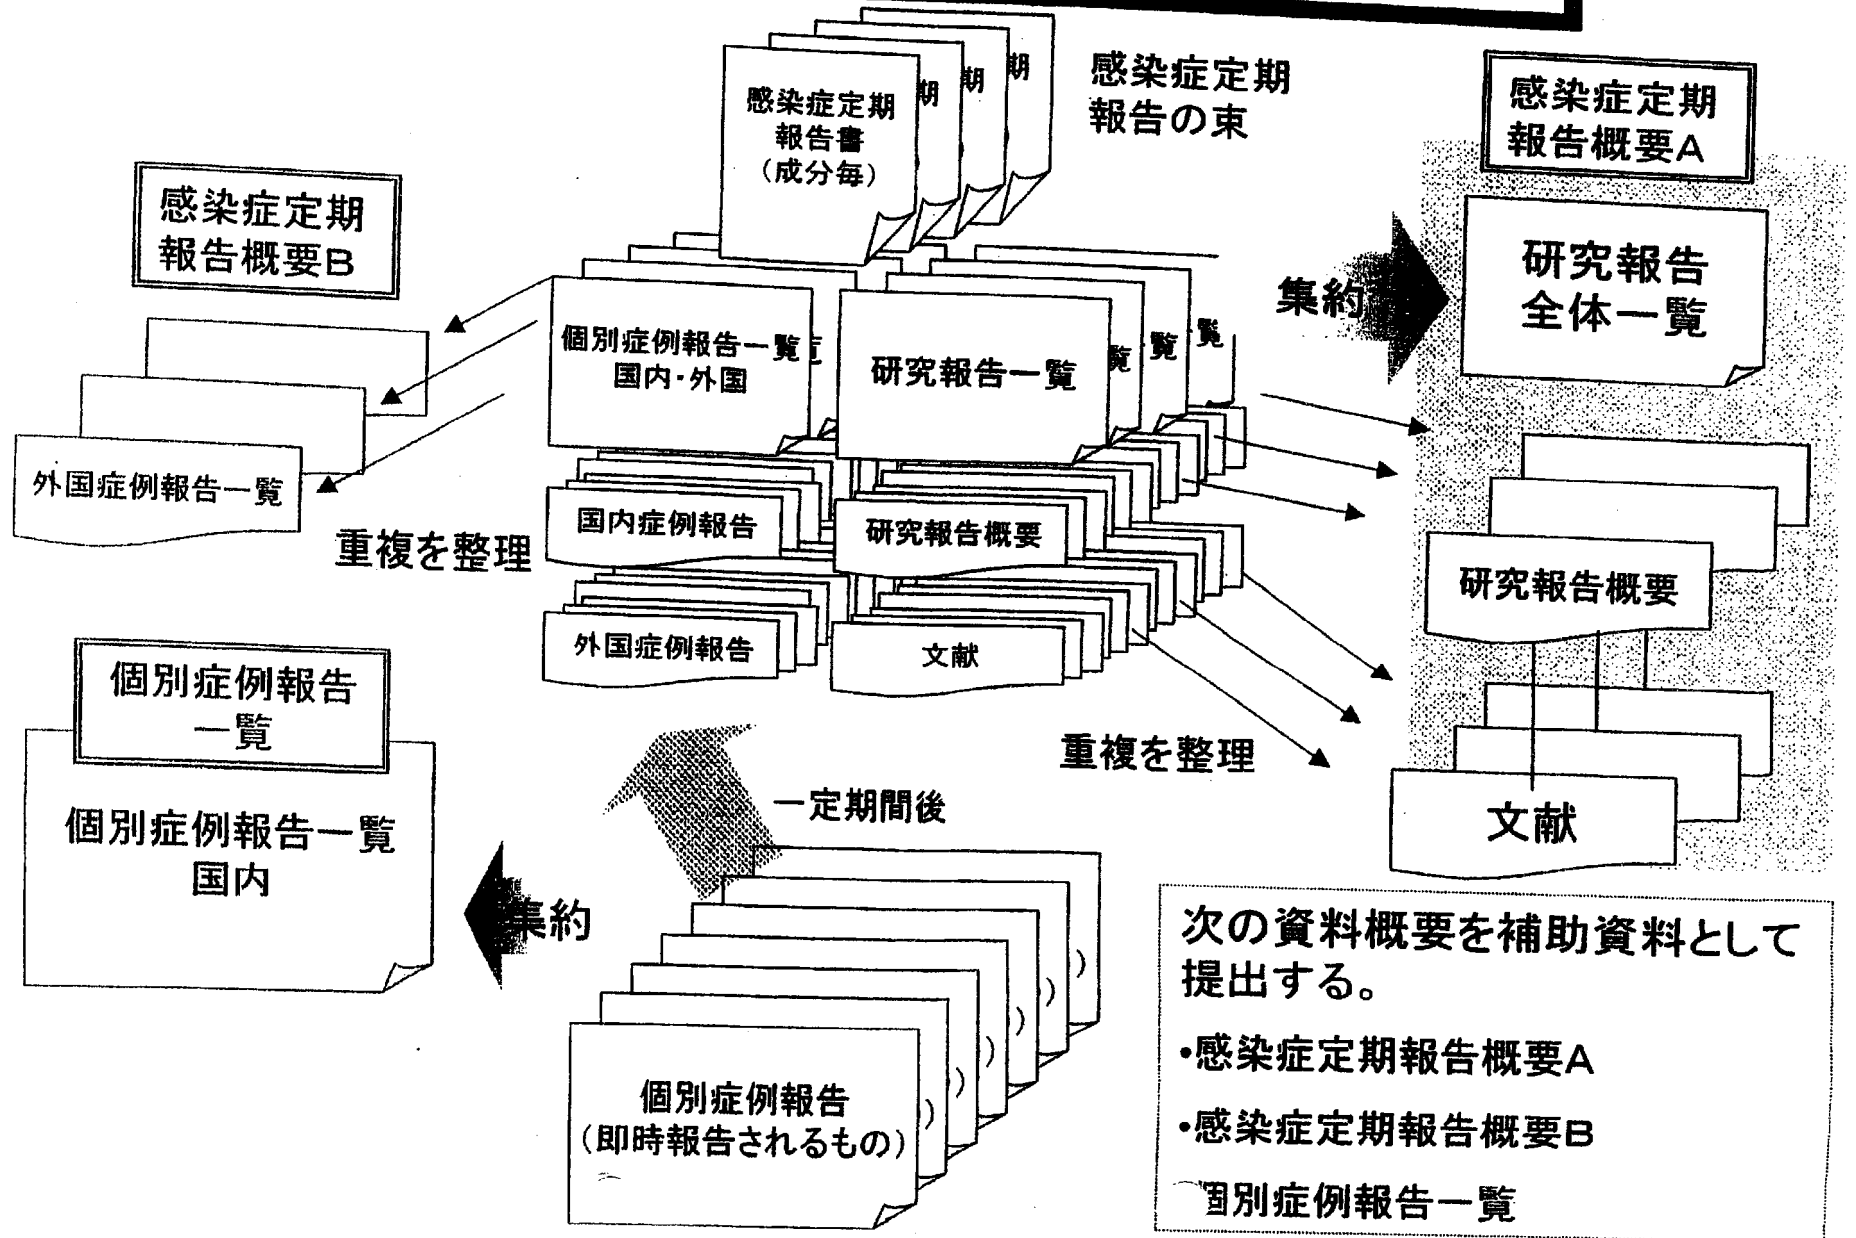 感染症定期
報告書
(成分毎)
期
期
期
感染症定期
報告の束
感染症定期
報告概要A
感染症定期
報告概要B
研究報告
全体一覧
集約
個別症例報告一覧
国内・外国
研究報告一覧
覧
覧
覧
外国症例報告一覧
重複を整理
国内症例報告
研究報告概要
研究報告概要
外国症例報告
文献
個別症例報告
一覧
重複を整理
一定期間後
文献
個別症例報告一覧
国内
集約
個別症例報告
(即時報告されるもの)
)
)
)
)
)
)
次の資料概要を補助資料として
提出する。
・感染症定期報告概要A
・感染症定期報告概要B
個別症例報告一覧